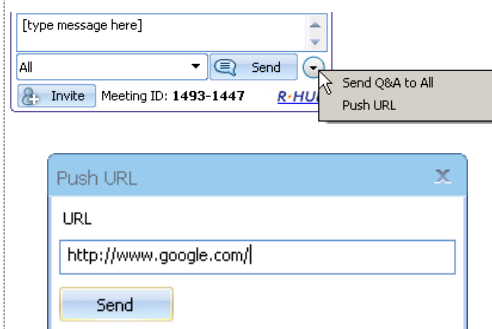 [type message here]
All
Send
Send Q&A to All
Invite
Meeting ID: 1493-1447
Push URL
Push URL
x
URL
http://www.google.com/
Send